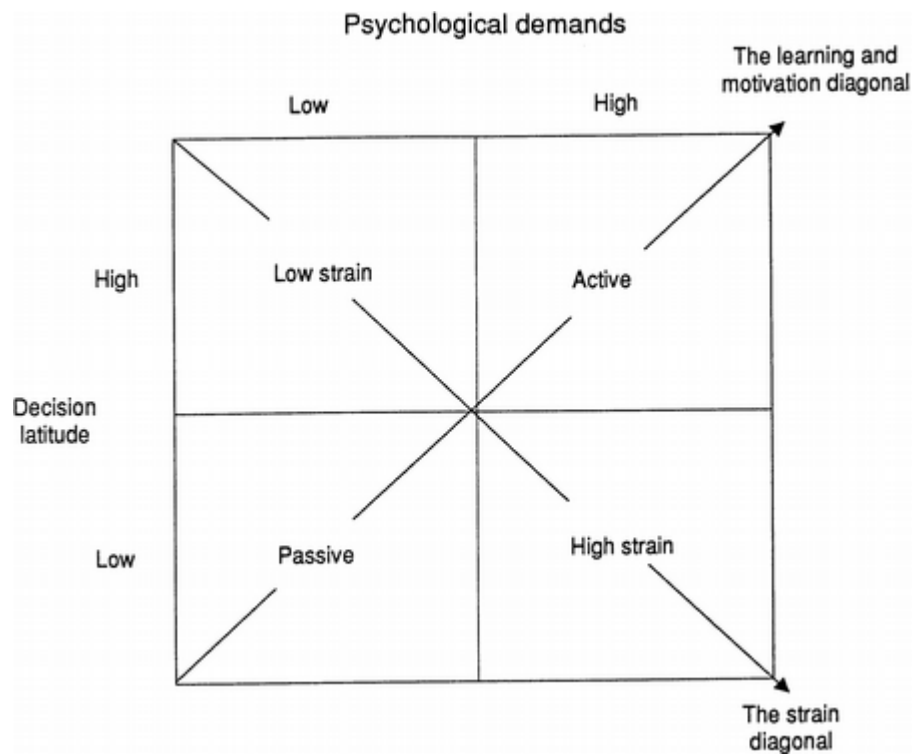 Psychological demands
The learning and
motivation diagonal
Low
High
High
Low strain
Active
Decision
latitude
Low
Passive
High strain
The strain
diagonal